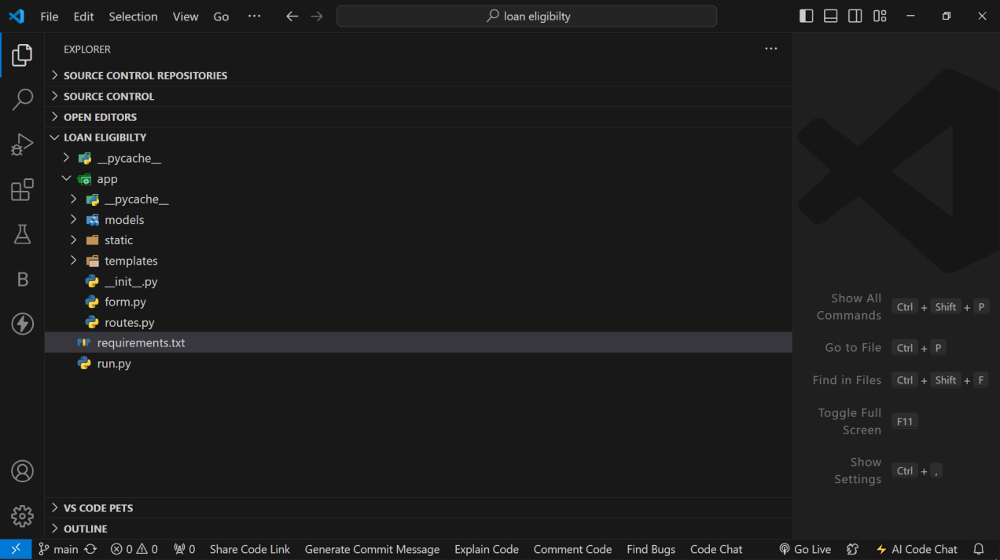 File Edit Selection View Go ··· loan eligibilty
EXPLORER ···
SOURCE CONTROL REPOSITORIES
SOURCE CONTROL
OPEN EDITORS
LOAN ELIGIBILTY
__pycache__
app
__pycache__
models
static
templates
__init__.py
form.py
routes.py
requirements.txt
run.py
VS CODE PETS
OUTLINE
Show All
Commands Ctrl + Shift + P
Go to File Ctrl + P
Find in Files Ctrl + Shift + F
Toggle Full
Screen F11
Show
Settings Ctrl + ,
B
main 0 0 0 Share Code Link Generate Commit Message Explain Code Comment Code Find Bugs Code Chat Go Live AI Code Chat